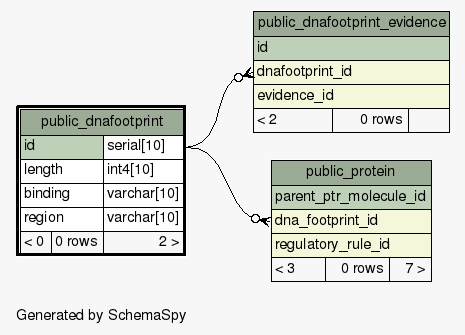 public_dnafootprint_evidence
id
dnafootprint_id
evidence_id
< 2 0 rows
public_dnafootprint
id serial[10]
length int4[10]
binding varchar[10]
region varchar[10]
< 0 0 rows 2 >
public_protein
parent_ptr_molecule_id
dna_footprint_id
regulatory_rule_id
< 3 0 rows 7 >
Generated by SchemaSpy